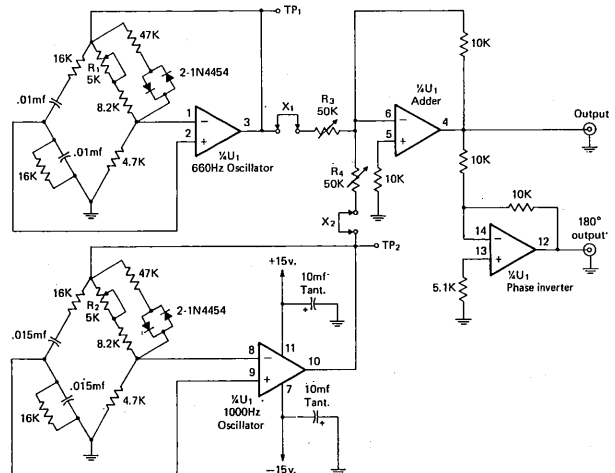 TP1
47K
16K
R1
5K
2-1N4454
.01mf
8.2K
.01mf
16K
4.7K
1
2
3
¼U1
660Hz Oscillator
X1
R3
50K
10K
6
5
4
¼U1
Adder
Output
R4
50K
10K
10K
X2
10K
14
13
12
180°
output
¼U1
Phase inverter
5.1K
TP2
47K
16K
R2
5K
2-1N4454
.015mf
8.2K
.015mf
16K
4.7K
+15v.
10mf
Tant.
+
11
8
9
10
7
¼U1
1000Hz
Oscillator
10mf
Tant.
+
−15v.